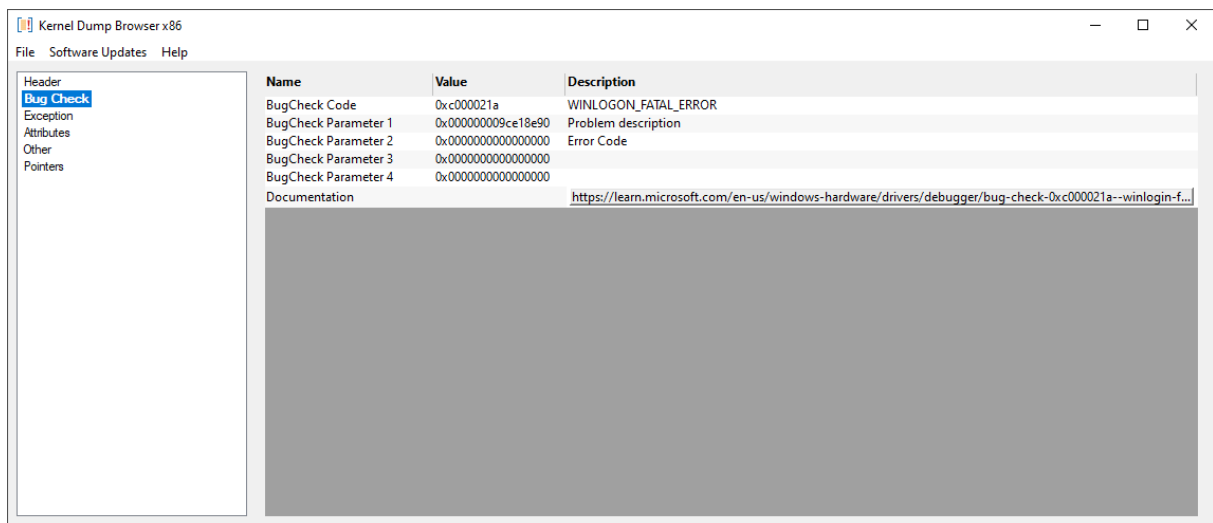 Kernel Dump Browser x86
File Software Updates Help
Header
Bug Check
Exception
Attributes
Other
Pointers
Name Value Description
BugCheck Code 0xc000021a WINLOGON_FATAL_ERROR
BugCheck Parameter 1 0x000000009ce18e90 Problem description
BugCheck Parameter 2 0x0000000000000000 Error Code
BugCheck Parameter 3 0x0000000000000000
BugCheck Parameter 4 0x0000000000000000
Documentation https://learn.microsoft.com/en-us/windows-hardware/drivers/debugger/bug-check-0xc000021a--winlogin-f...